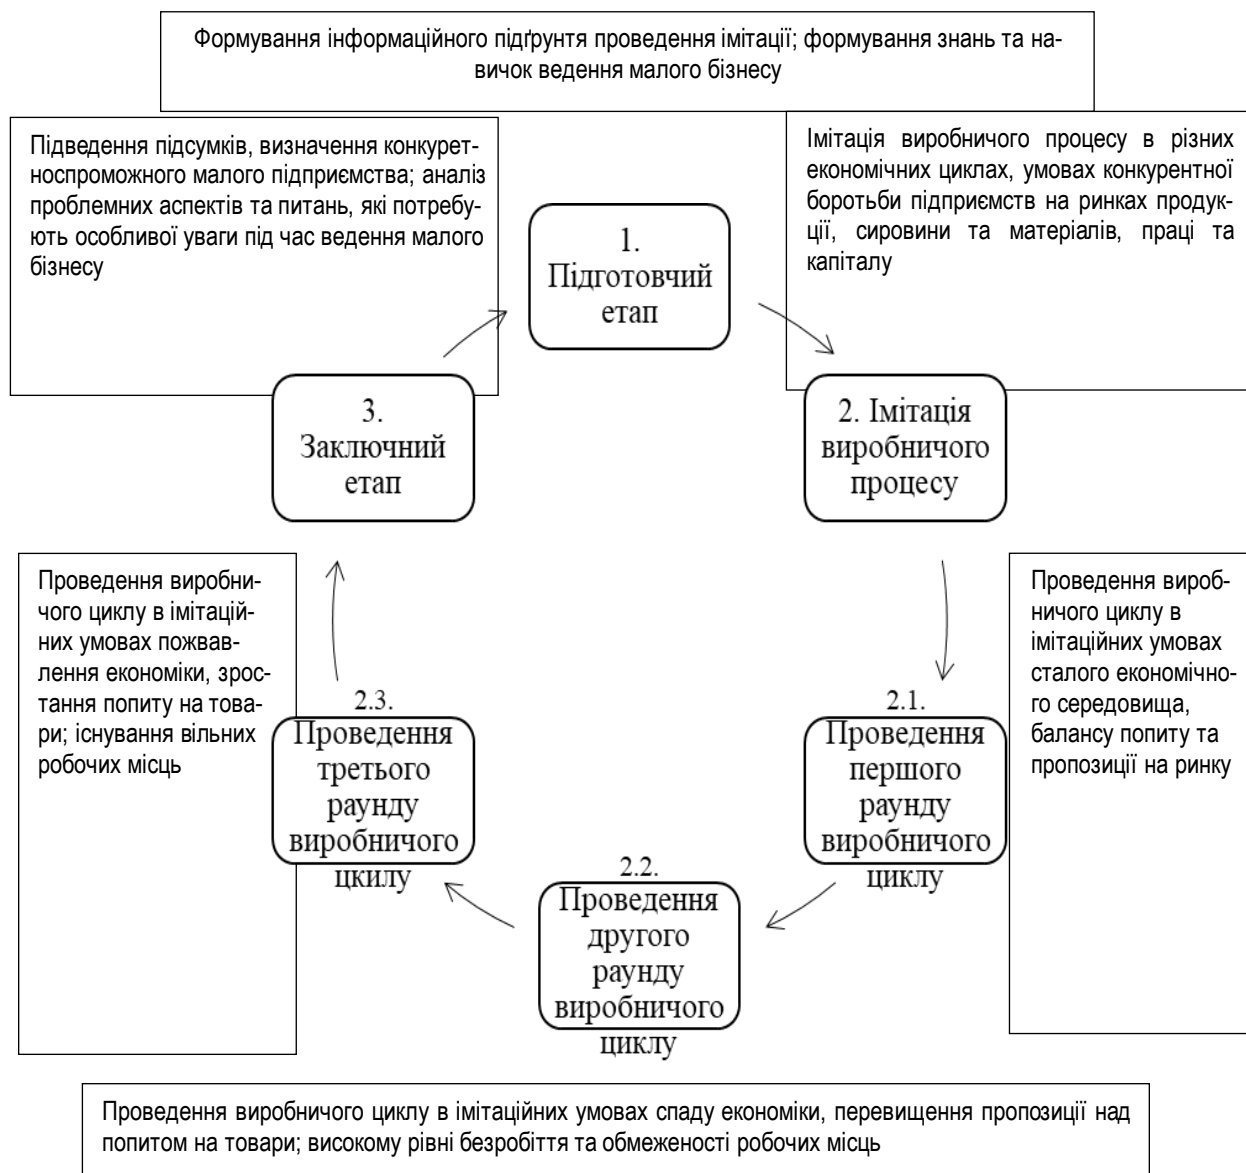 Формування інформаційного підґрунтя проведення імітації; формування знань та на-
вичок ведення малого бізнесу
Підведення підсумків, визначення конкурет-
носпроможного малого підприємства; аналіз
проблемних аспектів та питань, які потребу-
ють особливої уваги під час ведення малого
бізнесу
Імітація виробничого процесу в різних
економічних циклах, умовах конкурентної
боротьби підприємств на ринках продук-
ції, сировини та матеріалів, праці та
капіталу
1.
Підготовчий
етап
3.
Заключний
етап
2. Імітація
виробничого
процесу
Проведення виробни-
чого циклу в імітацій-
них умовах пожвав-
лення економіки, зрос-
тання попиту на това-
ри; існування вільних
робочих місць
Проведення вироб-
ничого циклу в
імітаційних умовах
сталого економічно-
го середовища,
балансу попиту та
пропозиції на ринку
2.3.
Проведення
третього
раунду
виробничого
цкилу
2.1.
Проведення
першого
раунду
виробничого
циклу
2.2.
Проведення
другого
раунду
виробничого
циклу
Проведення виробничого циклу в імітаційних умовах спаду економіки, перевищення пропозиції над
попитом на товари; високому рівні безробіття та обмеженості робочих місць